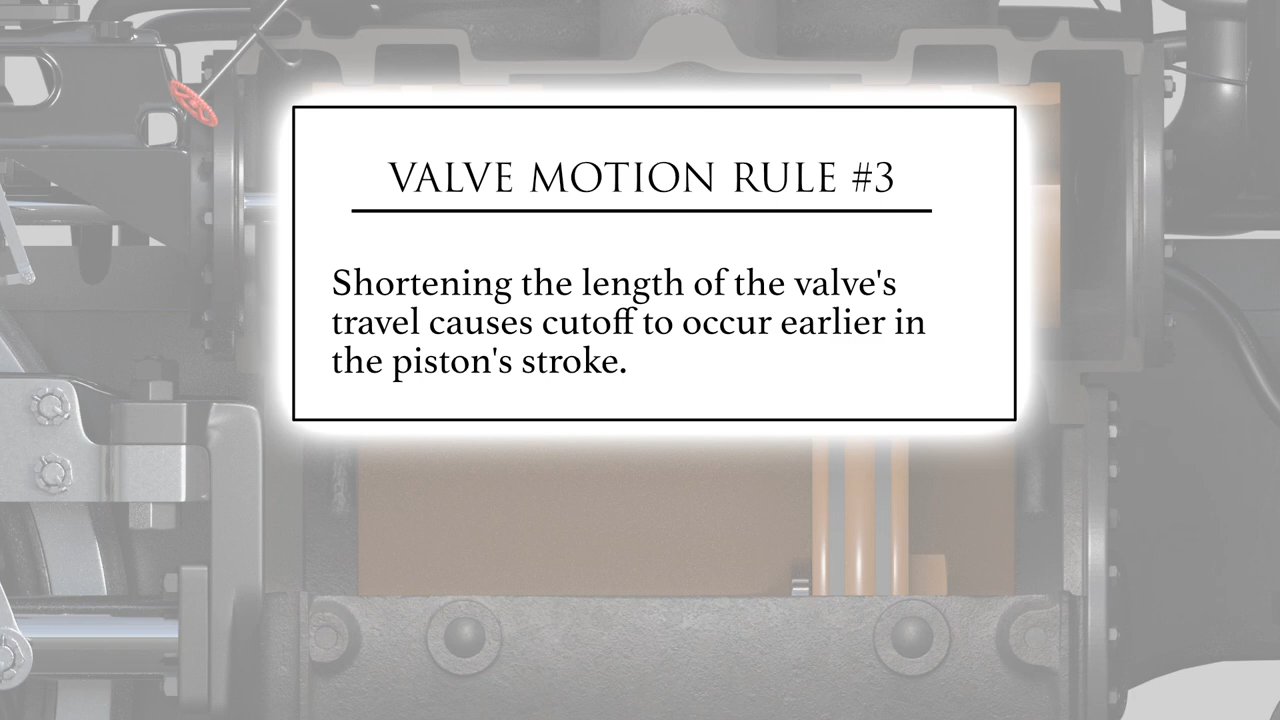 VALVE MOTION RULE #3
Shortening the length of the valve's
travel causes cutoff to occur earlier in
the piston's stroke.